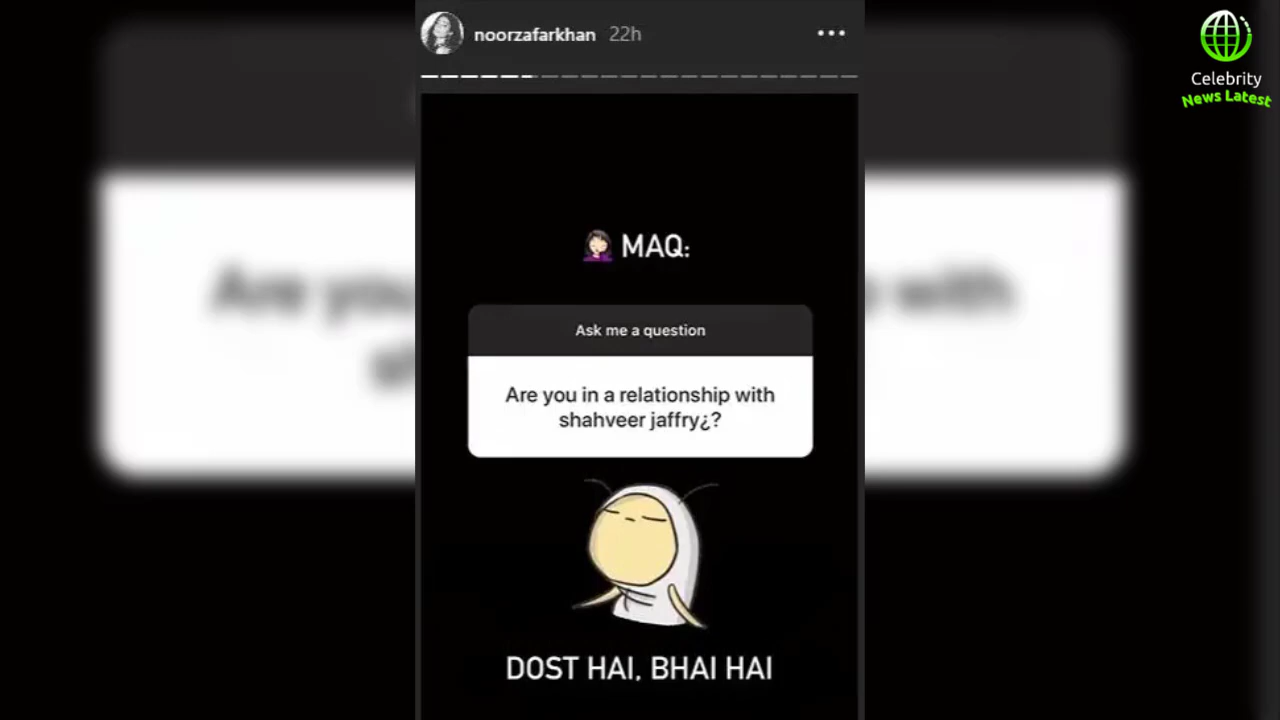 noorzafarkhan 22h
Celebrity
News Latest
MAQ:
Ask me a question
Are you in a relationship with
shahveer jaffry¿?
DOST HAI, BHAI HAI